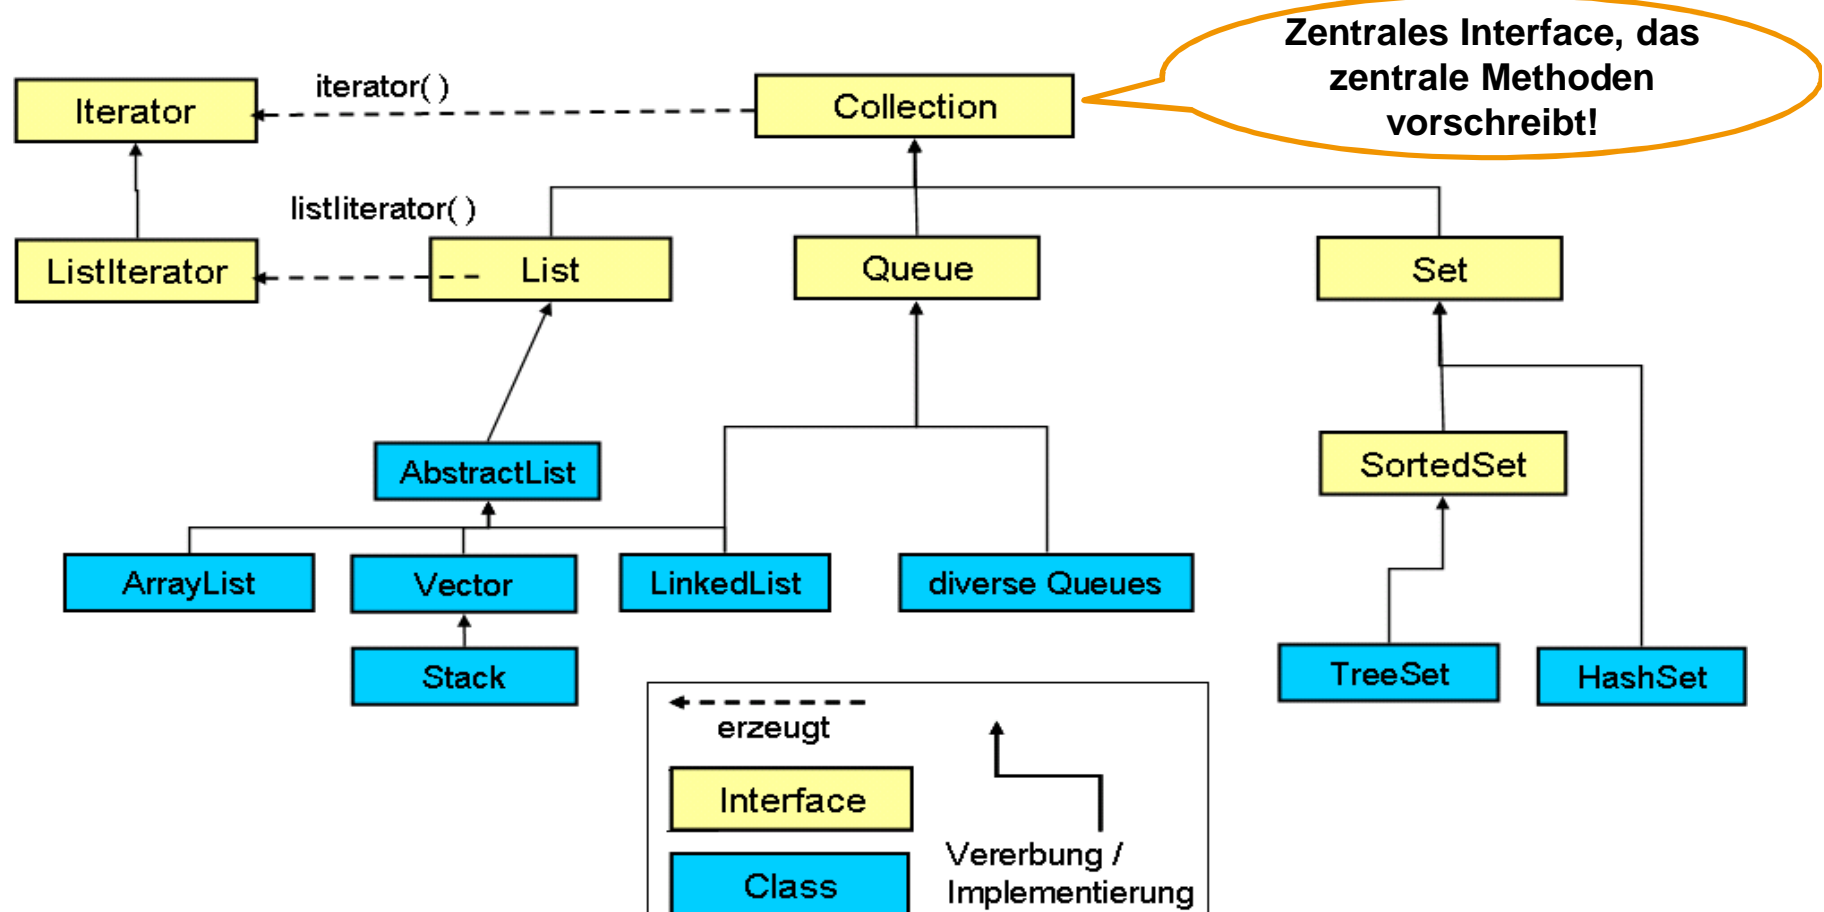 Zentrales Interface, das
zentrale Methoden
vorschreibt!
Iterator
iterator( )
Collection
listIiterator( )
ListIterator
List
Queue
Set
AbstractList
SortedSet
ArrayList
Vector
LinkedList
diverse Queues
Stack
TreeSet
HashSet
erzeugt
Interface
Class
Vererbung /
Implementierung